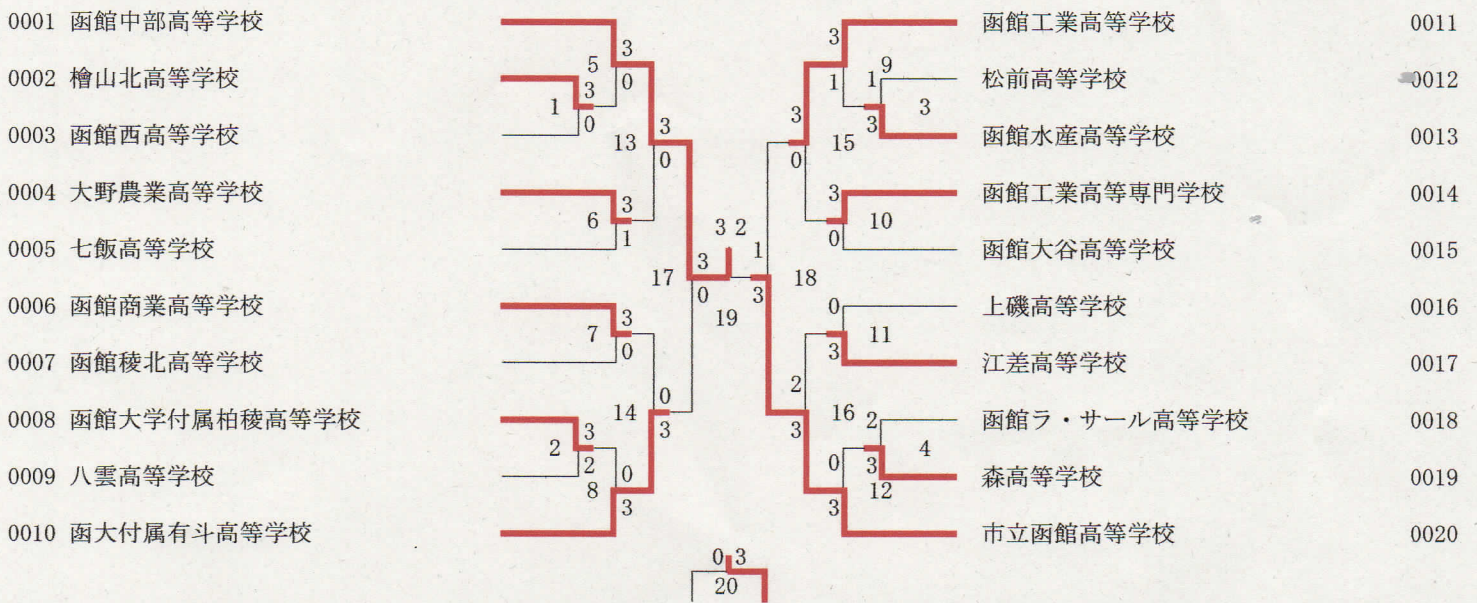 0001 函館中部高等学校
0002 檜山北高等学校
0003 函館西高等学校
0004 大野農業高等学校
0005 七飯高等学校
0006 函館商業高等学校
0007 函館稜北高等学校
0008 函館大学付属柏稜高等学校
0009 八雲高等学校
0010 函大付属有斗高等学校
5 3
0
3
1
0
13 3
0
3
6
1
17 3
0
3
7
0
14 0
3
3
2
2
0
8
3
3 2
19
0 3
20
3
9
1 1
3
3
3
0 15
3
10
0
1
18
3
0
11
3
2
16
3
2
4
0
3
12
3
函館工業高等学校 0011
松前高等学校 0012
函館水産高等学校 0013
函館工業高等専門学校 0014
函館大谷高等学校 0015
上磯高等学校 0016
江差高等学校 0017
函館ラ・サール高等学校 0018
森高等学校 0019
市立函館高等学校 0020